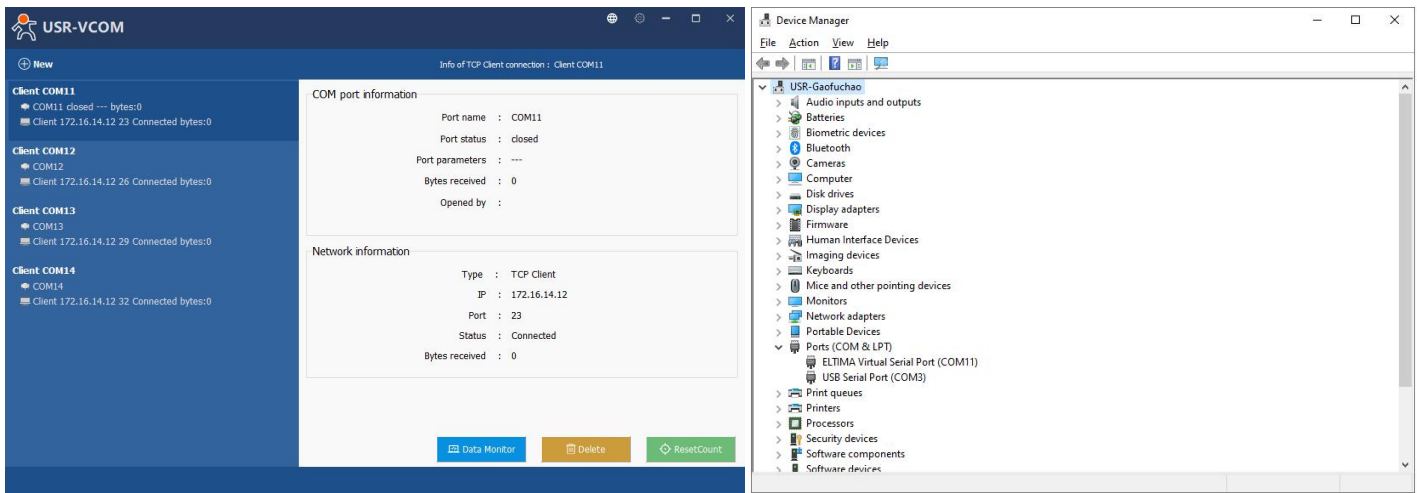 USR-VCOM
New
Info of TCP Client connection : Client COM11
Client COM11
COM11 closed --- bytes:0
Client 172.16.14.12 23 Connected bytes:0
Client COM12
COM12
Client 172.16.14.12 26 Connected bytes:0
Client COM13
COM13
Client 172.16.14.12 29 Connected bytes:0
Client COM14
COM14
Client 172.16.14.12 32 Connected bytes:0
COM port information
Port name : COM11
Port status : closed
Port parameters : ---
Bytes received : 0
Opened by :
Network information
Type : TCP Client
IP : 172.16.14.12
Port : 23
Status : Connected
Bytes received : 0
Data Monitor Delete ResetCount
Device Manager
File Action View Help
USR-Gaofuchao
Audio inputs and outputs
Batteries
Biometric devices
Bluetooth
Cameras
Computer
Disk drives
Display adapters
Firmware
Human Interface Devices
Imaging devices
Keyboards
Mice and other pointing devices
Monitors
Network adapters
Portable Devices
Ports (COM & LPT)
ELTIMA Virtual Serial Port (COM11)
USB Serial Port (COM3)
Print queues
Printers
Processors
Security devices
Software components
Software devices